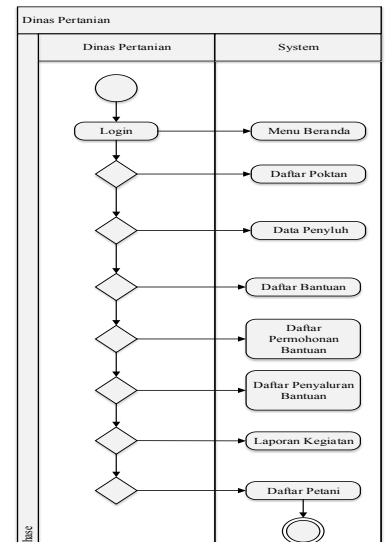 Dinas Pertanian
Dinas Pertanian
System
Login
Menu Beranda
Daftar Poktan
Data Penyluh
Daftar Bantuan
Daftar
Permohonan
Bantuan
Daftar Penyaluran
Bantuan
Laporan Kegiatan
Daftar Petani